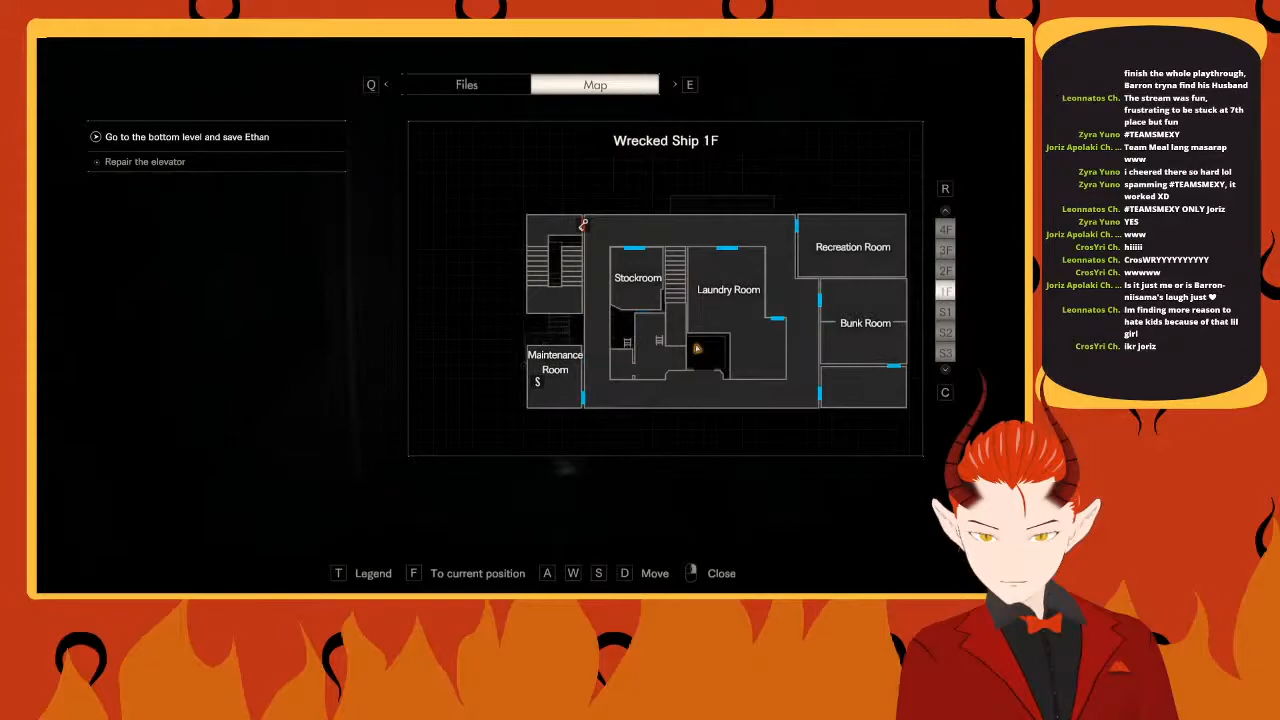 Q
Files
Map
E
Go to the bottom level and save Ethan
Repair the elevator
Wrecked Ship 1F
Recreation Room
Stockroom
Laundry Room
Bunk Room
Maintenance
Room
S
R
4F
3F
2F
1F
S1
S2
S3
C
T Legend F To current position A W S D Move Close
finish the whole playthrough,
Barron tryna find his Husband
Leonnatos Ch. The stream was fun,
frustrating to be stuck at 7th
place but fun
Zyra Yuno #TEAMSMEXY
Joriz Apolaki Ch. ... Team Meal lang masarap
www
Zyra Yuno i cheered there so hard lol
Zyra Yuno spamming #TEAMSMEXY, it
worked XD
Leonnatos Ch. #TEAMSMEXY ONLY Joriz
Zyra Yuno YES
Joriz Apolaki Ch. ... www
CrosYri Ch. hiiiii
Leonnatos Ch. CrosWRYYYYYYYYYY
CrosYri Ch. wwwww
Joriz Apolaki Ch. ... Is it just me or is Barron-
niisama's laugh just ♥
Leonnatos Ch. Im finding more reason to
hate kids because of that lil
girl
CrosYri Ch. ikr joriz